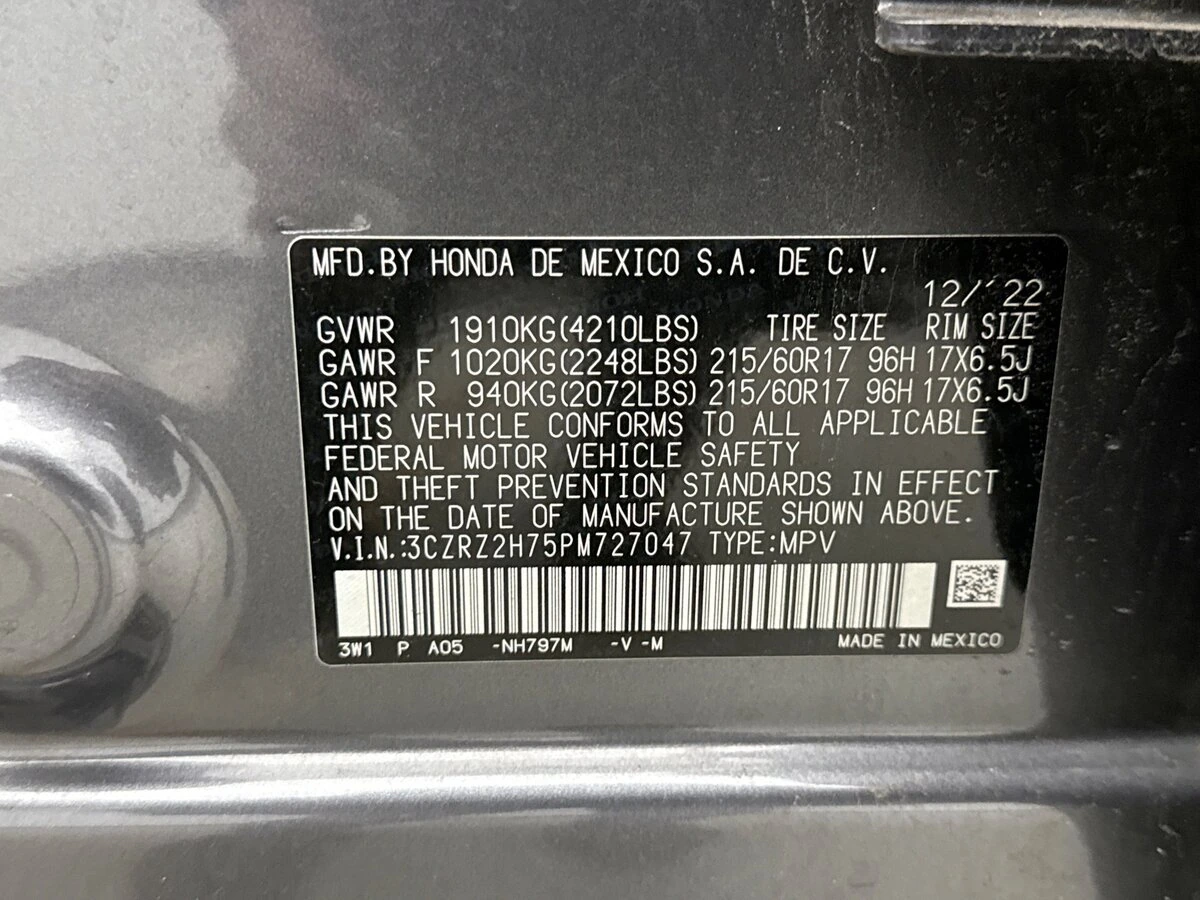 MFD.BY HONDA DE MEXICO S.A. DE C.V.
12/'22
GVWR 1910KG(4210LBS) TIRE SIZE RIM SIZE
GAWR F 1020KG(2248LBS) 215/60R17 96H 17X6.5J
GAWR R 940KG(2072LBS) 215/60R17 96H 17X6.5J
THIS VEHICLE CONFORMS TO ALL APPLICABLE
FEDERAL MOTOR VEHICLE SAFETY
AND THEFT PREVENTION STANDARDS IN EFFECT
ON THE DATE OF MANUFACTURE SHOWN ABOVE.
V.I.N.:3CZRZ2H75PM727047 TYPE:MPV
3W1 P A05 -NH797M -V -M MADE IN MEXICO